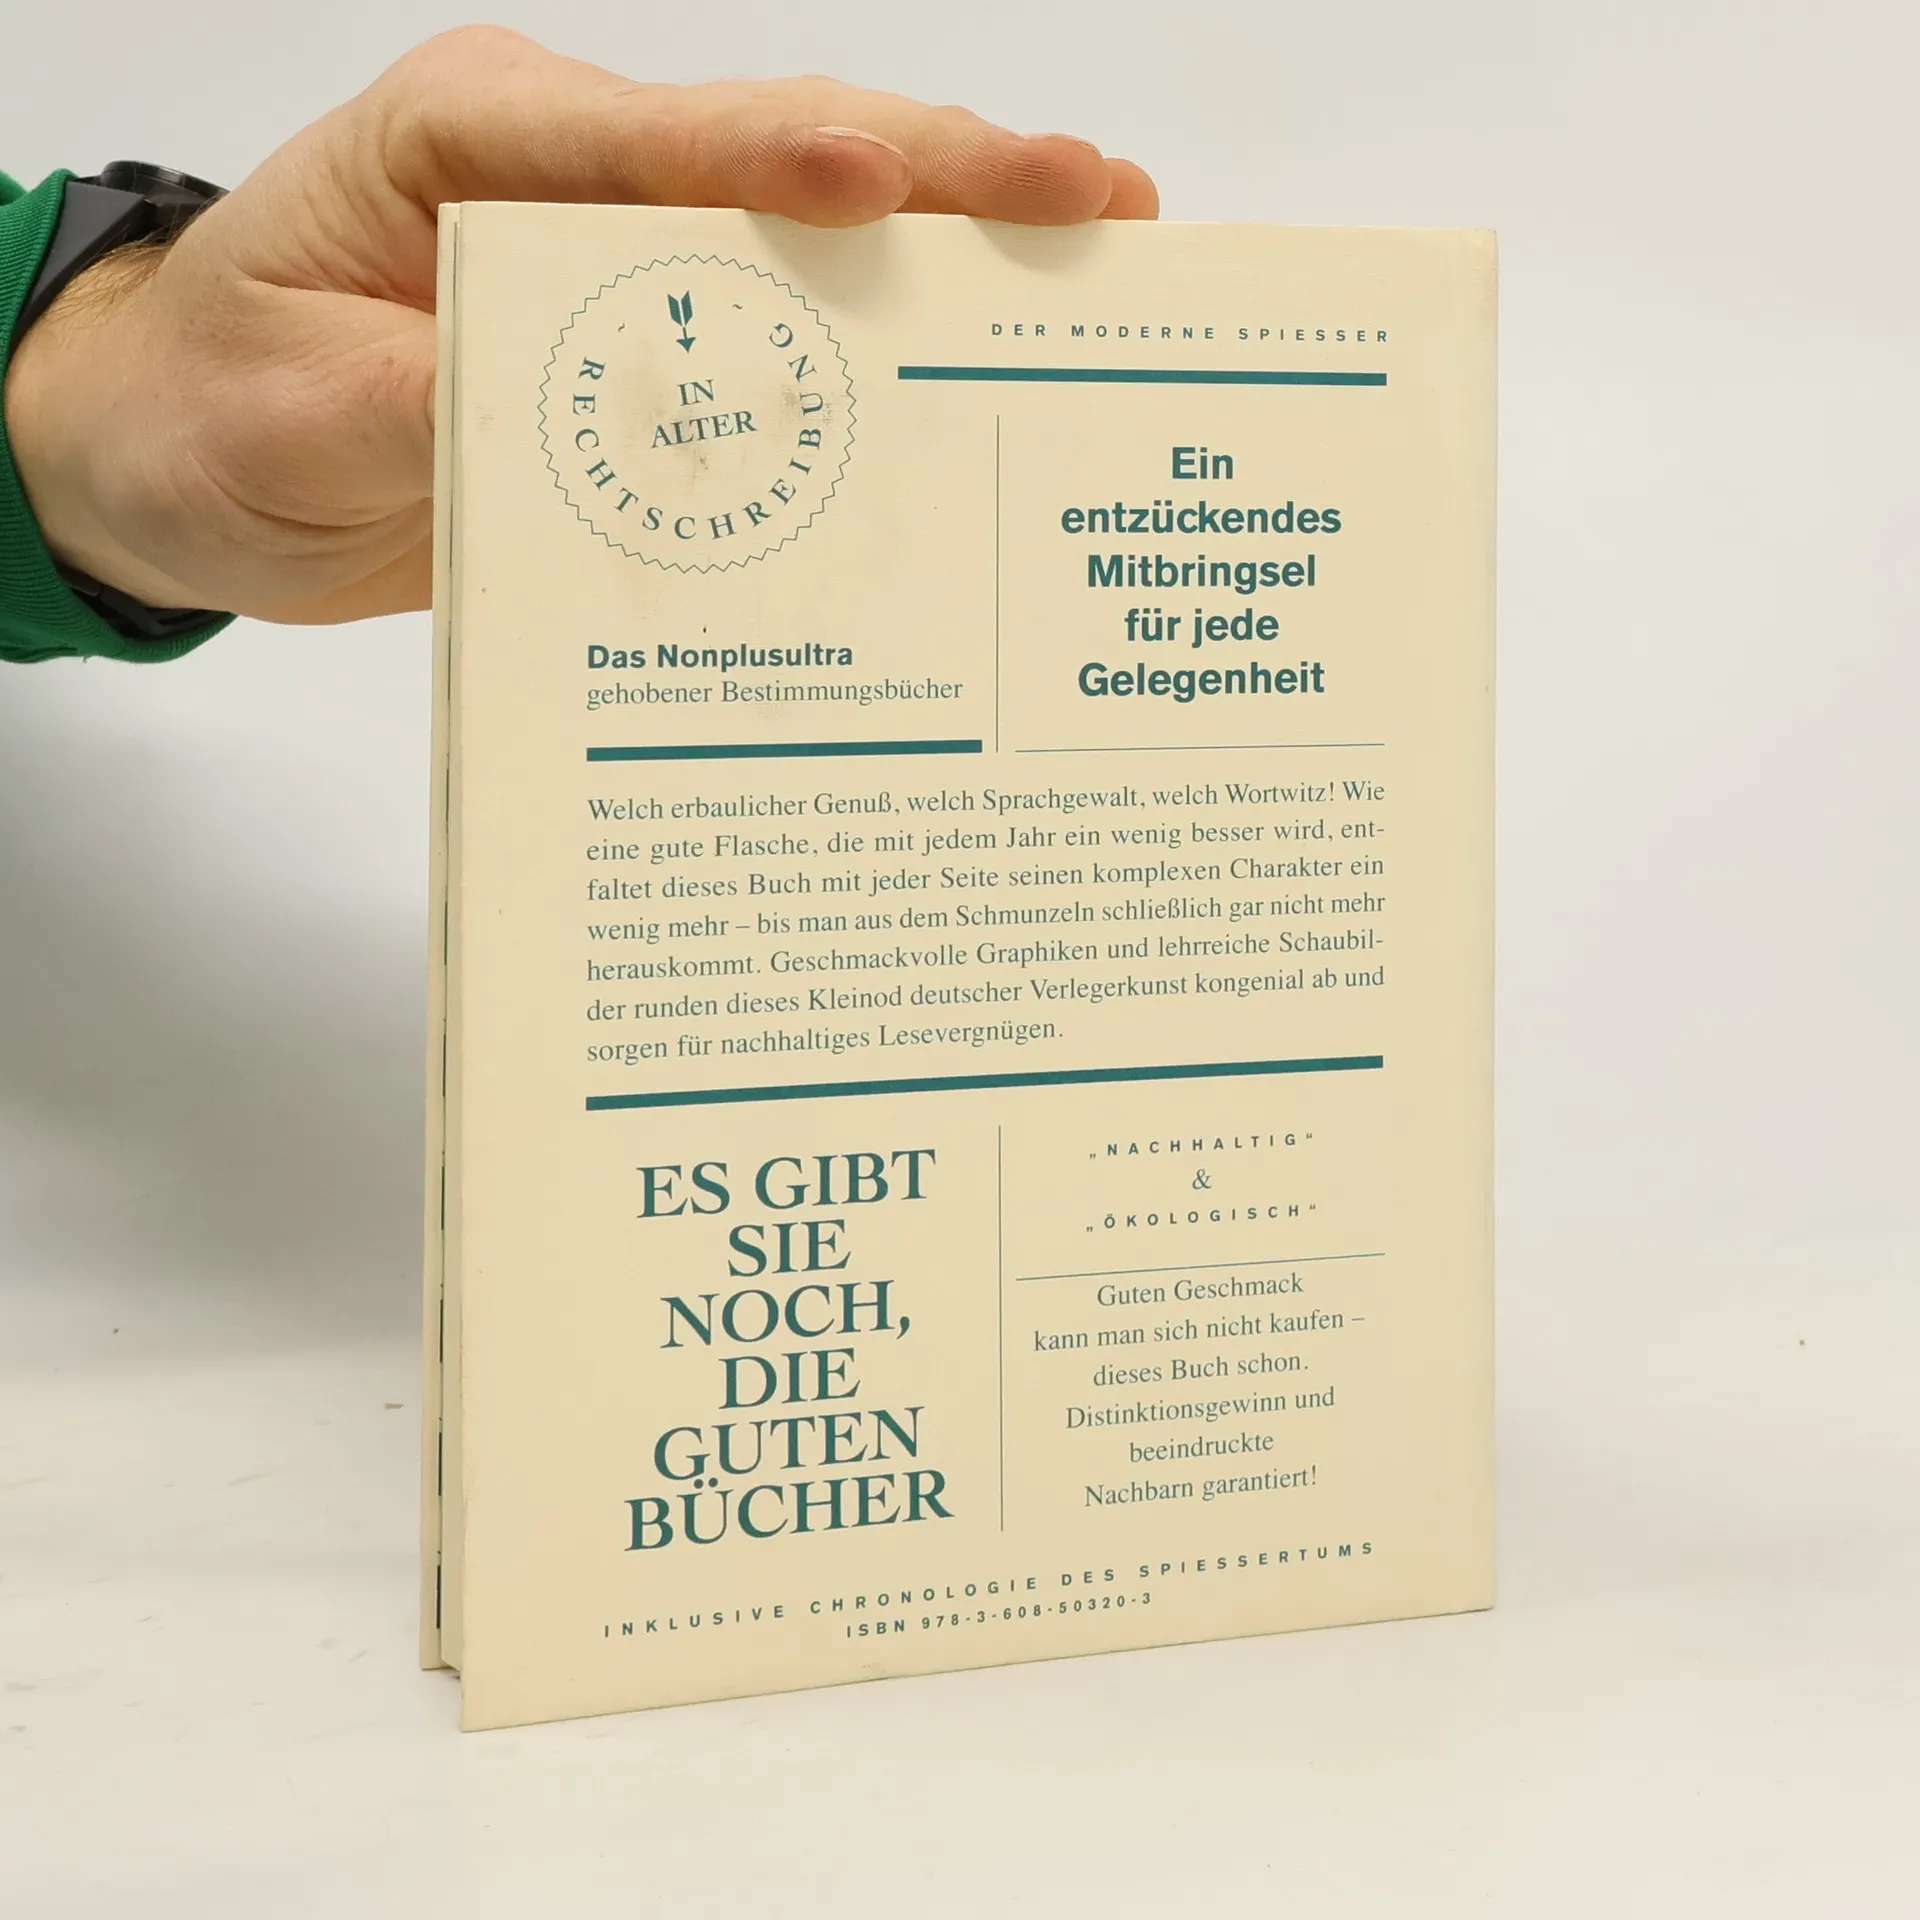 IN
ALTER
RECHTSCHREIBUNG
DER MODERNE SPIESSER
Ein
entzückendes
Mitbringsel
für jede
Gelegenheit
Das Nonplusultra
gehobener Bestimmungsbücher
Welch erbaulicher Genuß, welch Sprachgewalt, welch Wortwitz! Wie
eine gute Flasche, die mit jedem Jahr ein wenig besser wird, ent-
faltet dieses Buch mit jeder Seite seinen komplexen Charakter ein
wenig mehr – bis man aus dem Schmunzeln schließlich gar nicht mehr
herauskommt. Geschmackvolle Graphiken und lehrreiche Schaubil-
der runden dieses Kleinod deutscher Verlegerkunst kongenial ab und
sorgen für nachhaltiges Lesevergnügen.
ES GIBT
SIE
NOCH,
DIE
GUTEN
BÜCHER
„NACHHALTIG“
&
„ÖKOLOGISCH“
Guten Geschmack
kann man sich nicht kaufen –
dieses Buch schon.
Distinktionsgewinn und
beeindruckte
Nachbarn garantiert!
INKLUSIVE CHRONOLOGIE DES SPIESSERTUMS
ISBN 978-3-608-50320-3